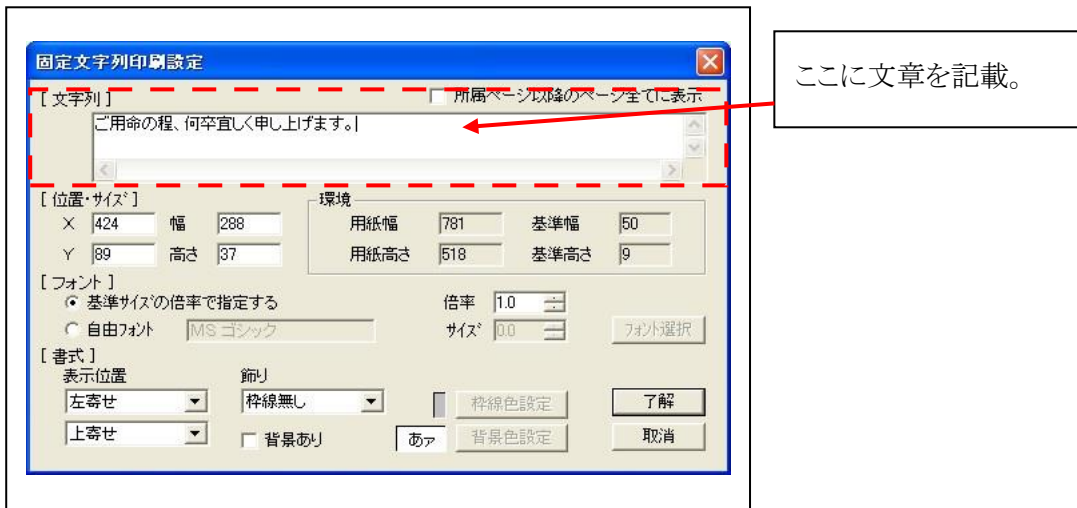 固定文字列印刷設定
[ 文字列 ] 所属ページ以降のページ全てに表示
ご用命の程、何卒宜しく申し上げます。
ここに文章を記載。
[ 位置・サイズ ] 環境
X 424 幅 288 用紙幅 781 基準幅 50
Y 89 高さ 37 用紙高さ 518 基準高さ 9
[ フォント ]
基準サイズの倍率で指定する 倍率 1.0
自由フォント MS ゴシック サイズ 0.0 フォント選択
[ 書式 ]
表示位置 飾り
左寄せ 枠線無し 枠線色設定 了解
上寄せ 背景あり あァ 背景色設定 取消